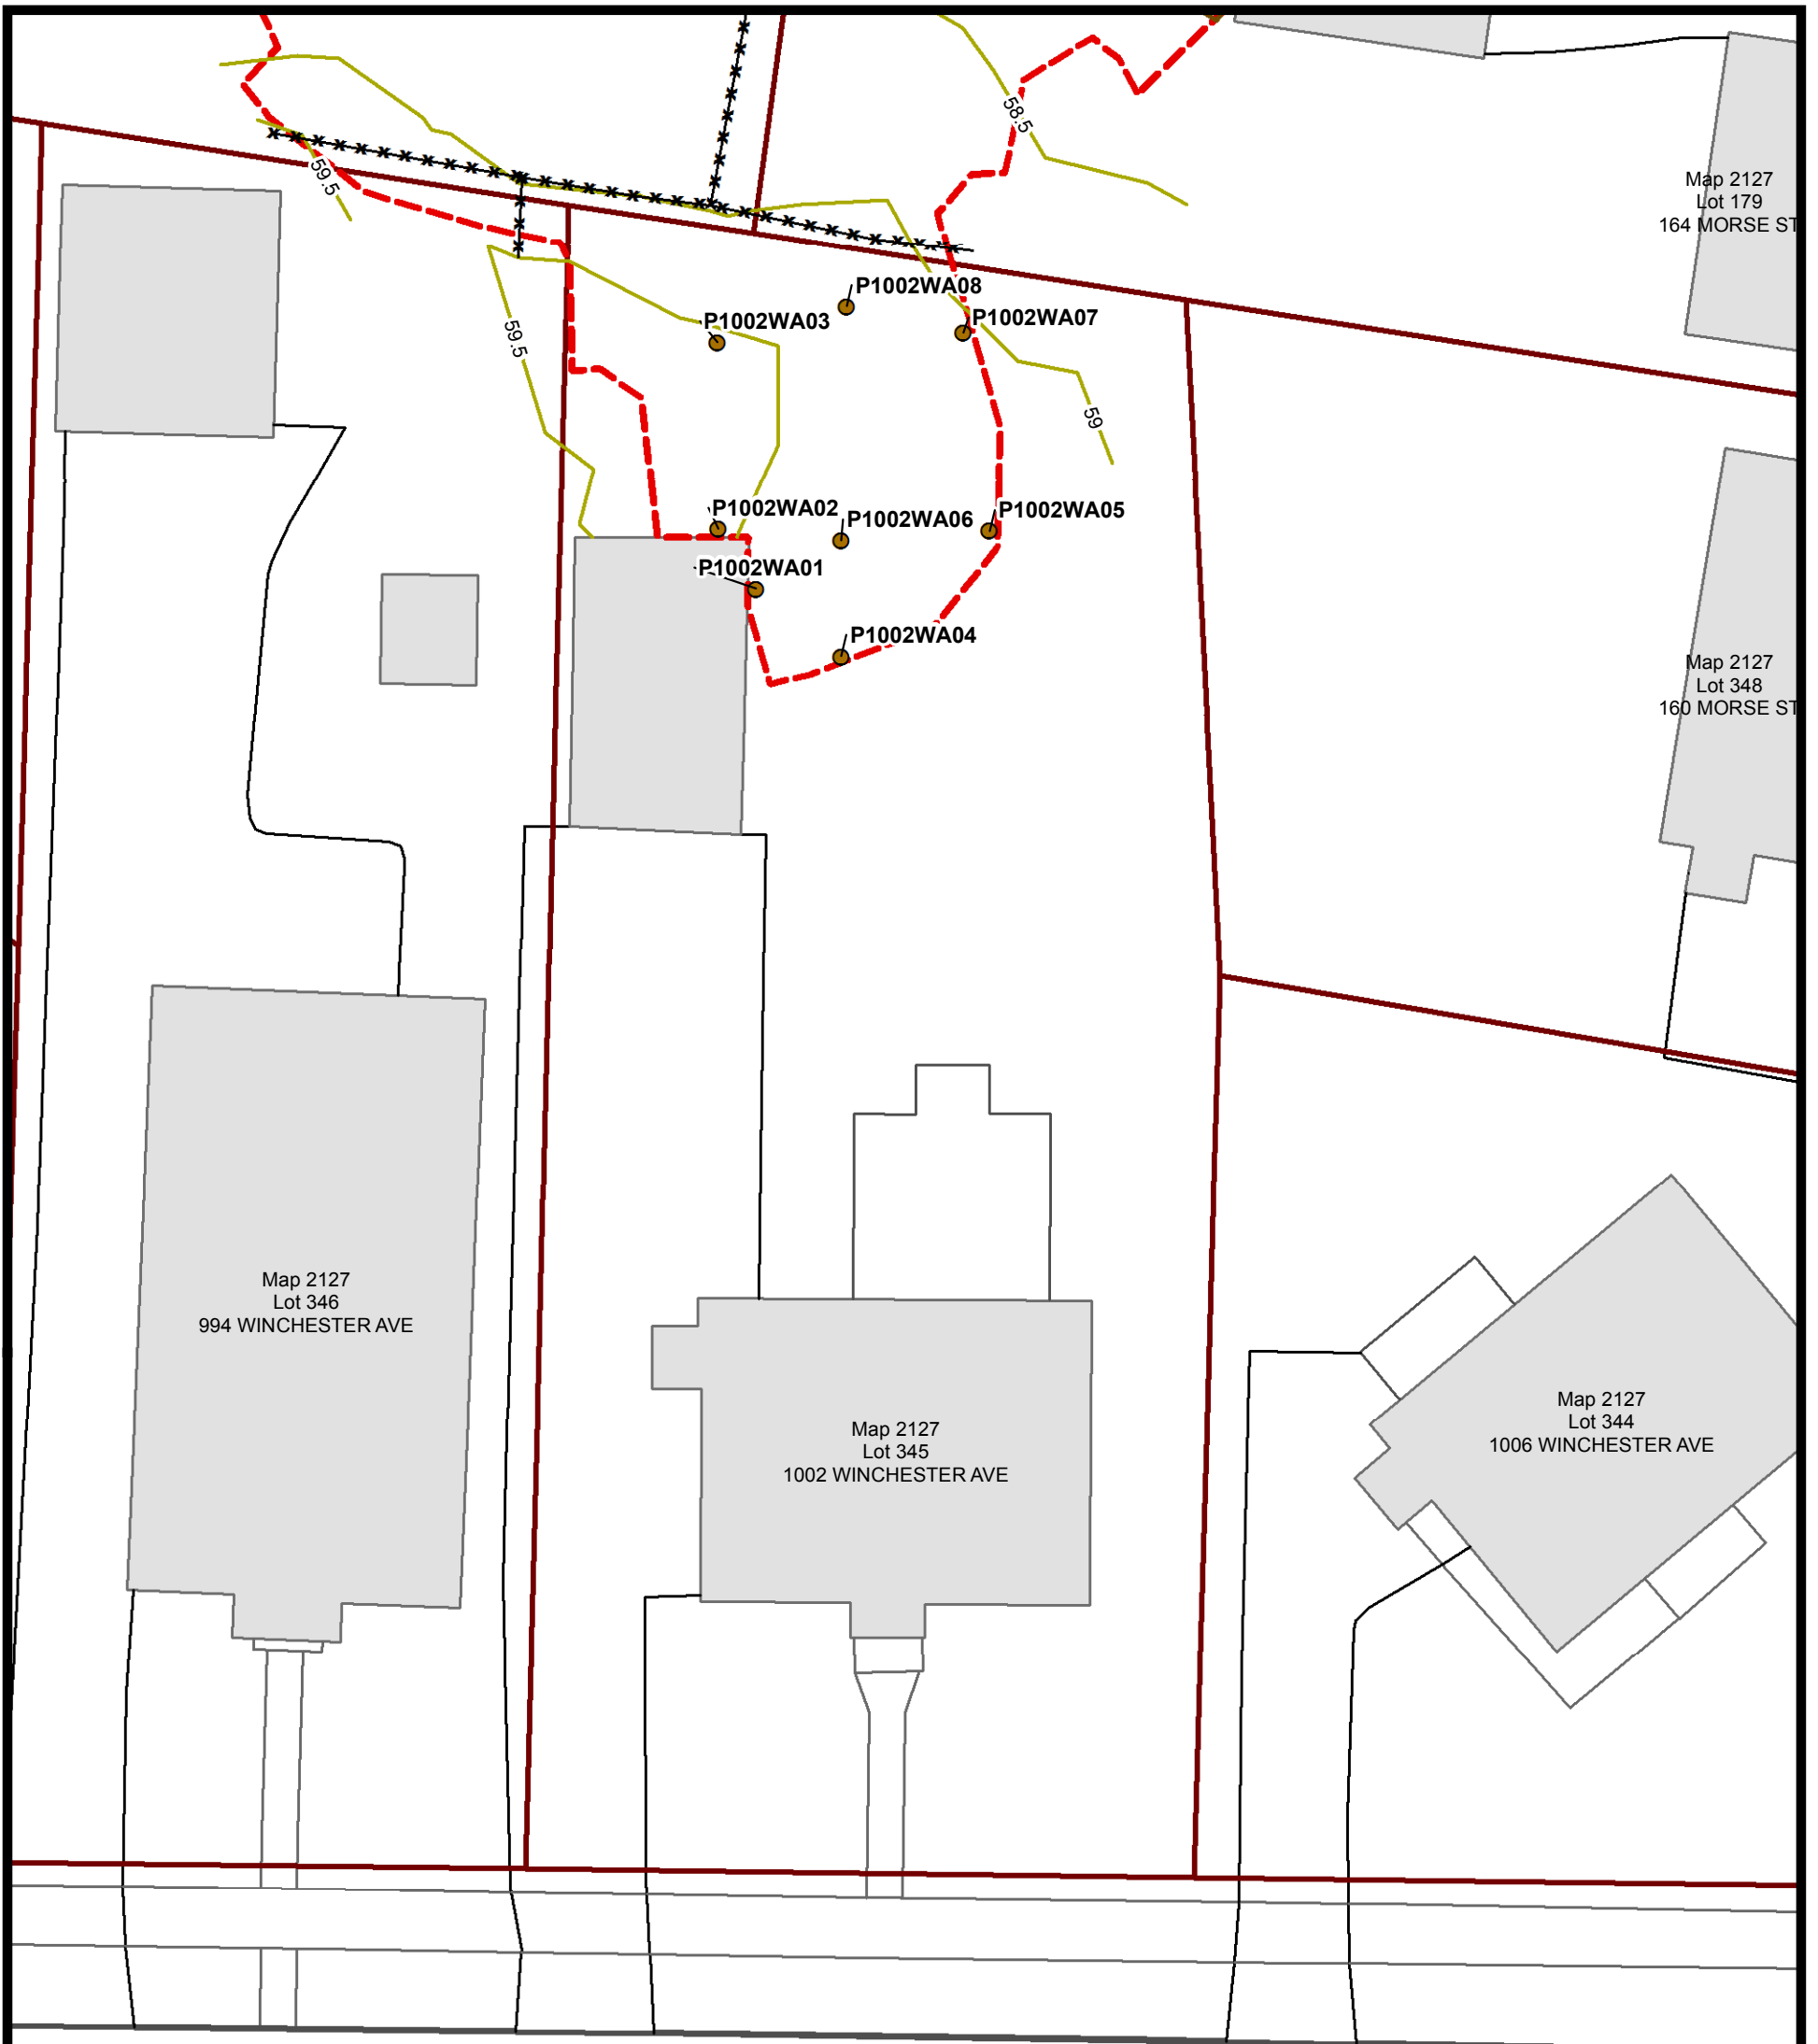 58.5
59.5
Map 2127
Lot 179
164 MORSE ST
P1002WA08
P1002WA03
P1002WA07
59.5
59
P1002WA02
P1002WA06
P1002WA05
P1002WA01
P1002WA04
Map 2127
Lot 348
160 MORSE ST
Map 2127
Lot 346
994 WINCHESTER AVE
Map 2127
Lot 345
1002 WINCHESTER AVE
Map 2127
Lot 344
1006 WINCHESTER AVE